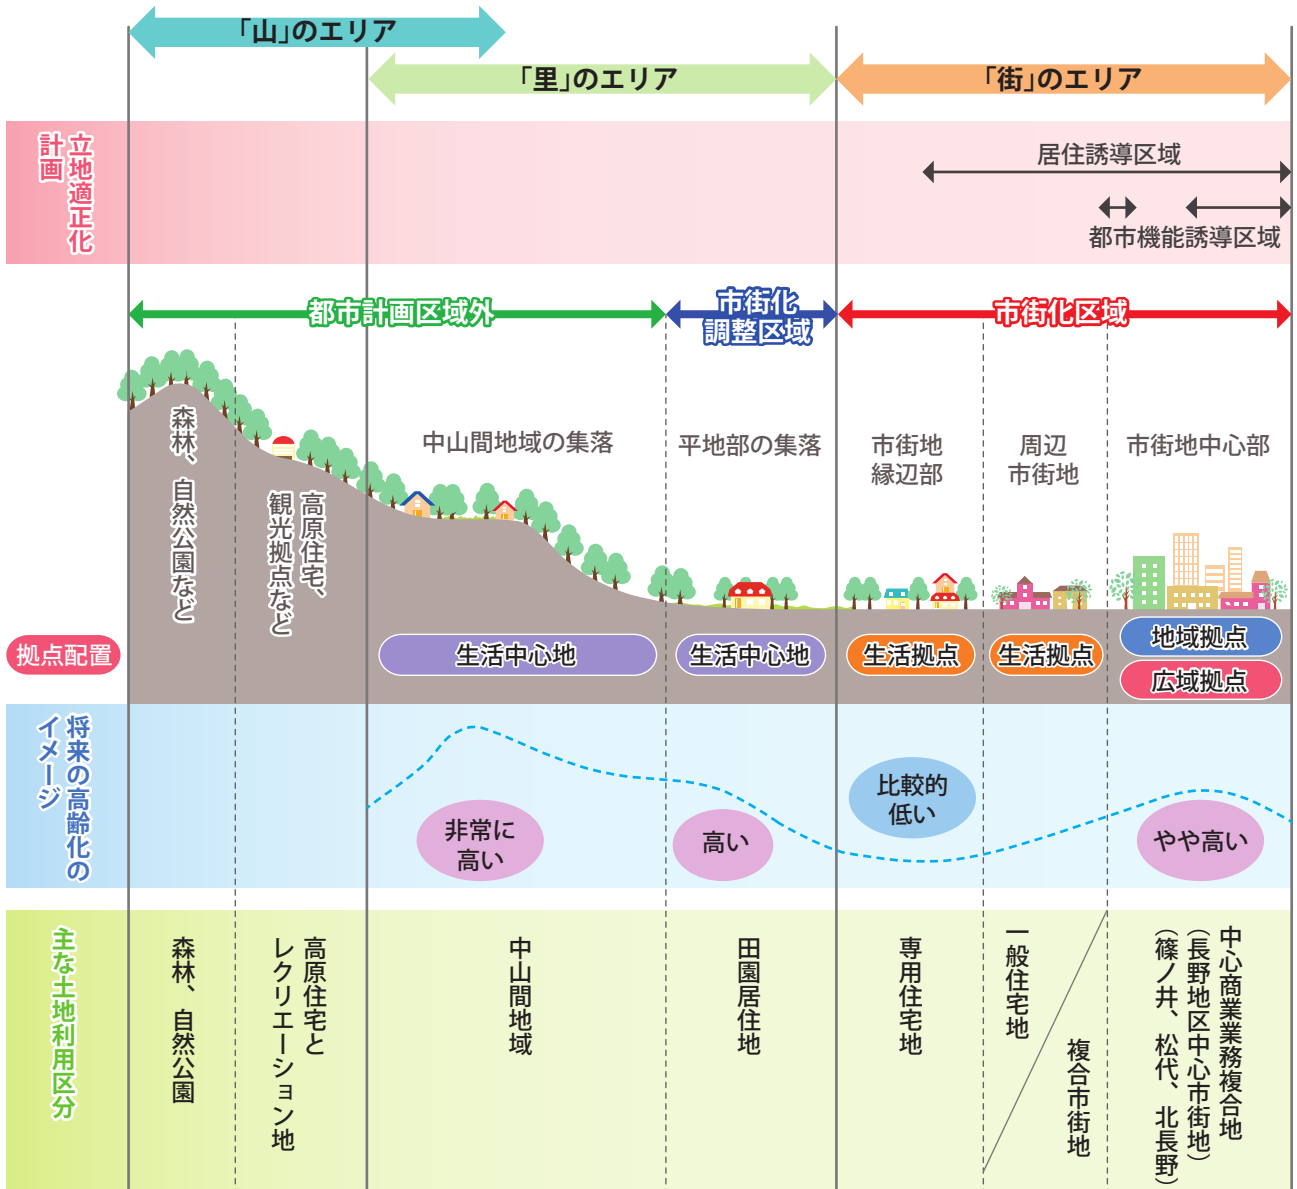 「山」のエリア
「里」のエリア
「街」のエリア
立地適正化
計画
居住誘導区域
都市機能誘導区域
都市計画区域外
市街化
調整区域
市街化区域
森林、自然公園など
高原住宅、
観光拠点など
中山間地域の集落
平地部の集落
市街地
縁辺部
周辺
市街地
市街地中心部
拠点配置
生活中心地
生活中心地
生活拠点
生活拠点
地域拠点
広域拠点
将来の高齢化の
イメージ
非常に
高い
高い
比較的
低い
やや高い
主な土地利用区分
森林、自然公園
高原住宅と
レクリエーション地
中山間地域
田園居住地
専用住宅地
一般住宅地
複合市街地
中心商業業務複合地
(長野地区中心市街地)
(篠ノ井、松代、北長野)